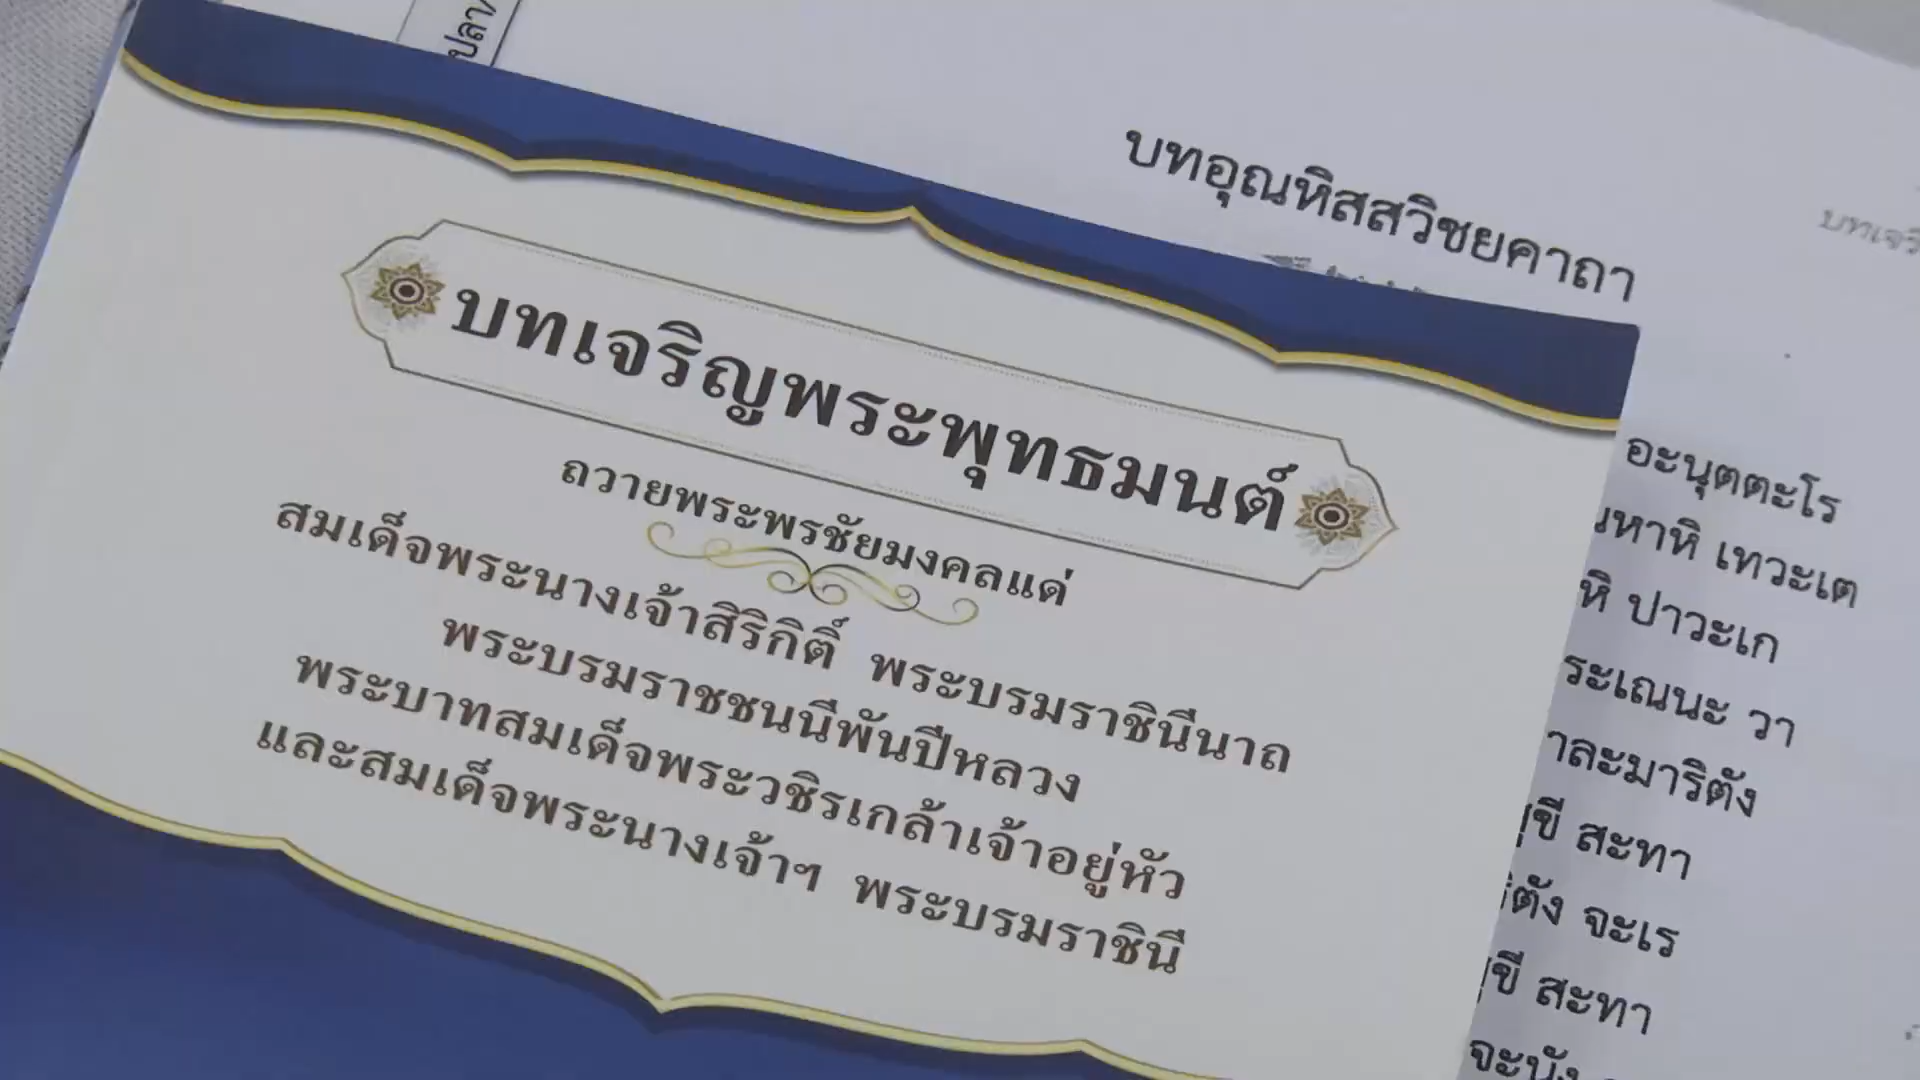 ปลา/
บทอุณหิสสวิชยคาถา
บทเจริญพระพุทธมนต์
ถวายพระพรชัยมงคลแด่
สมเด็จพระนางเจ้าสิริกิติ์ พระบรมราชินีนาถ
พระบรมราชชนนีพันปีหลวง
พระบาทสมเด็จพระวชิรเกล้าเจ้าอยู่หัว
และสมเด็จพระนางเจ้าฯ พระบรมราชินี
อะนุตตะโร
เทวะเต
หิ ปาวะเก
ระเณนะ วา
าละมาริตัง
สะทา
จะเร
สะทา